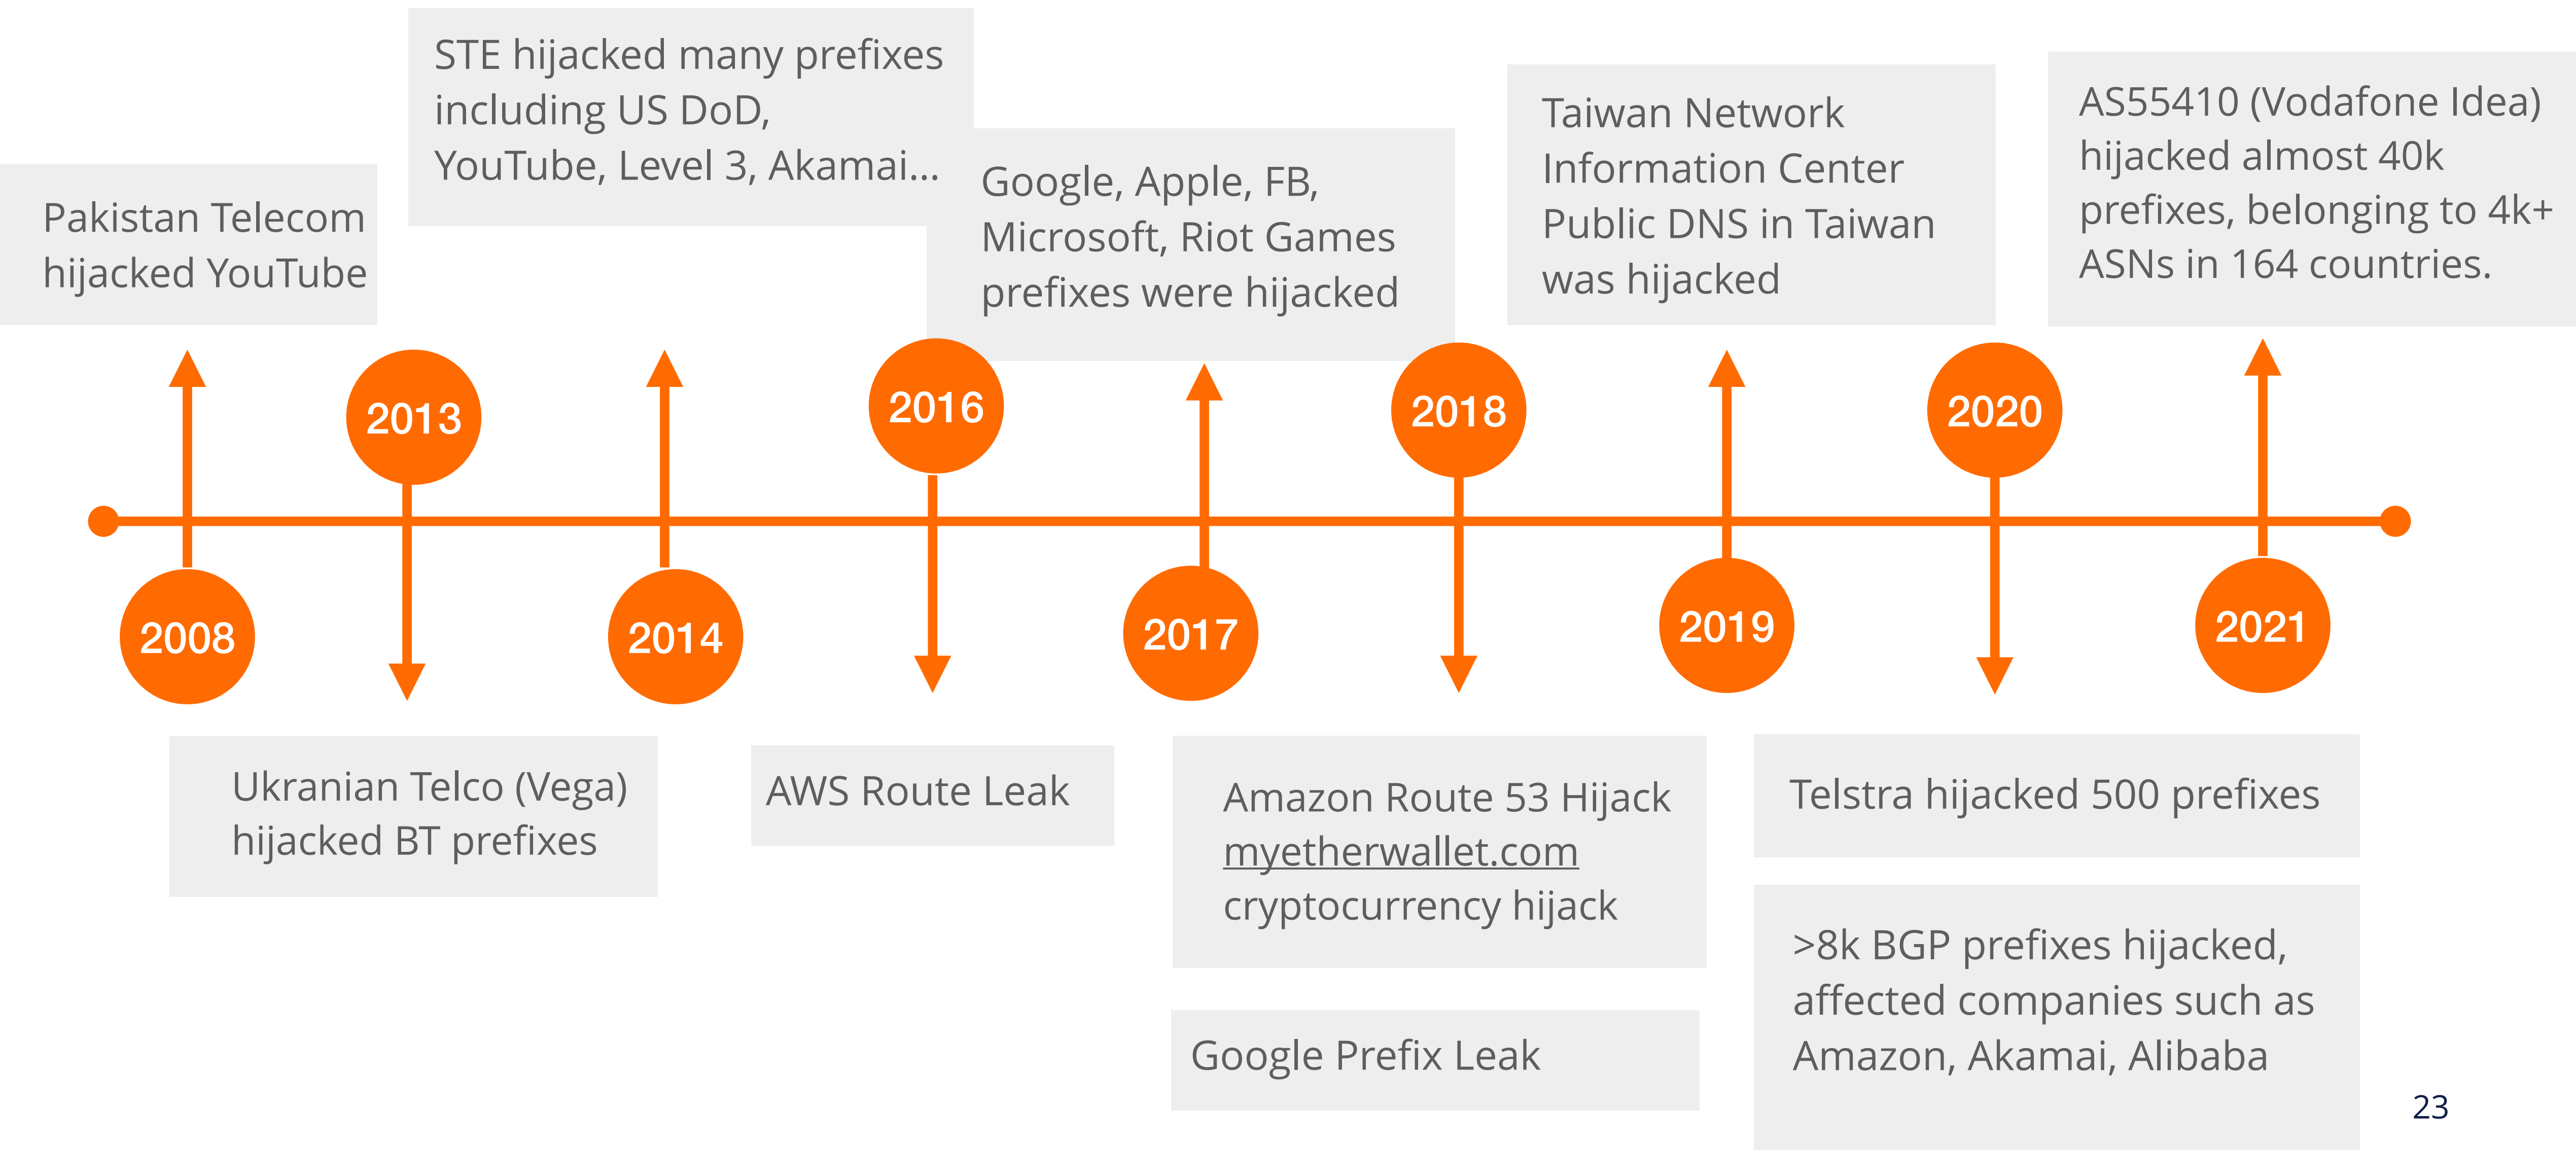 STE hijacked many prefixes
including US DoD,
YouTube, Level 3, Akamai...
Pakistan Telecom
hijacked YouTube
Google, Apple, FB,
Microsoft, Riot Games
prefixes were hijacked
Taiwan Network
Information Center
Public DNS in Taiwan
was hijacked
AS55410 (Vodafone Idea)
hijacked almost 40k
prefixes, belonging to 4k+
ASNs in 164 countries.
2013
2016
2018
2020
2008
2014
2017
2019
2021
Ukranian Telco (Vega)
hijacked BT prefixes
AWS Route Leak
Amazon Route 53 Hijack
myetherwallet.com
cryptocurrency hijack
Google Prefix Leak
Telstra hijacked 500 prefixes
>8k BGP prefixes hijacked,
affected companies such as
Amazon, Akamai, Alibaba
23